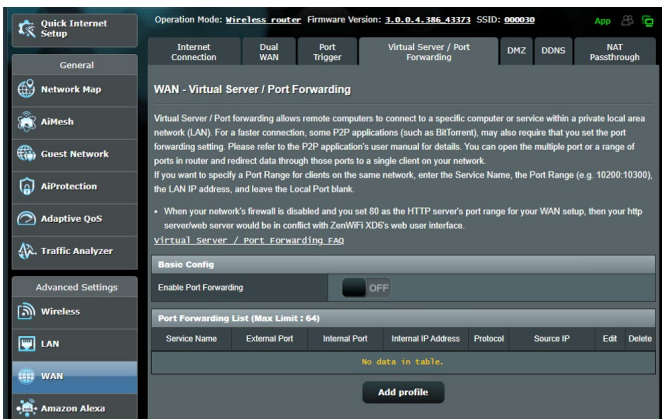 Quick Internet
Setup
Operation Mode: Wireless router Firmware Version: 3.0.0.4.386_43373 SSID: 000030
App
General
Network Map
AiMesh
Guest Network
AiProtection
Adaptive QoS
Traffic Analyzer
Advanced Settings
Wireless
LAN
WAN
Amazon Alexa
Internet
Connection
Dual
WAN
Port
Trigger
Virtual Server / Port
Forwarding
DMZ
DDNS
NAT
Passthrough
WAN - Virtual Server / Port Forwarding
Virtual Server / Port forwarding allows remote computers to connect to a specific computer or service within a private local area
network (LAN). For a faster connection, some P2P applications (such as BitTorrent), may also require that you set the port
forwarding setting. Please refer to the P2P application's user manual for details. You can open the multiple port or a range of
ports in router and redirect data through those ports to a single client on your network.
If you want to specify a Port Range for clients on the same network, enter the Service Name, the Port Range (e.g. 10200:10300),
the LAN IP address, and leave the Local Port blank.
• When your network's firewall is disabled and you set 80 as the HTTP server's port range for your WAN setup, then your http
server/web server would be in conflict with ZenWiFi XD6's web user interface.
Virtual Server / Port Forwarding FAQ
Basic Config
Enable Port Forwarding
OFF
Port Forwarding List (Max Limit : 64)
Service Name External Port Internal Port Internal IP Address Protocol Source IP Edit Delete
No data in table.
Add profile